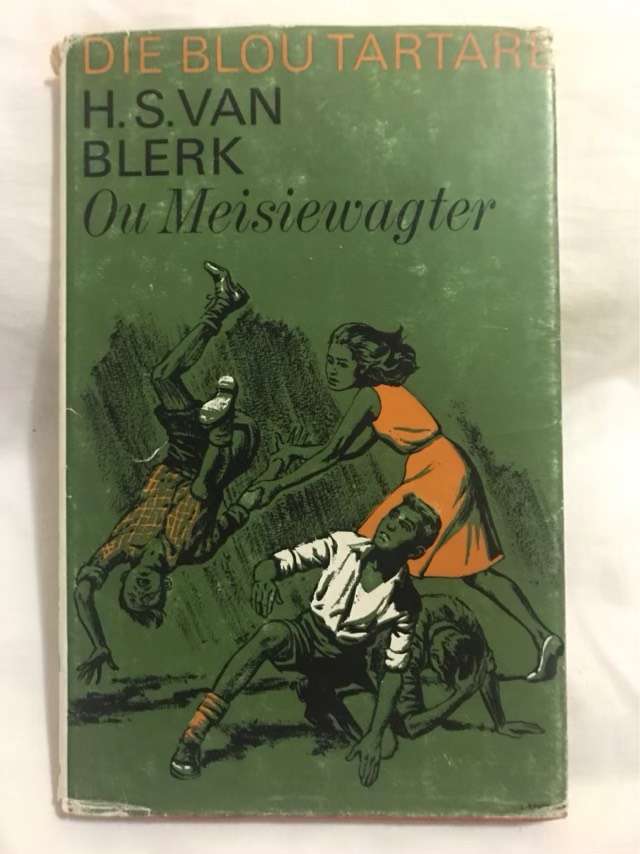 DIE BLOU TARTARE
H.S.VAN
BLERK
Ou Meisiewagter